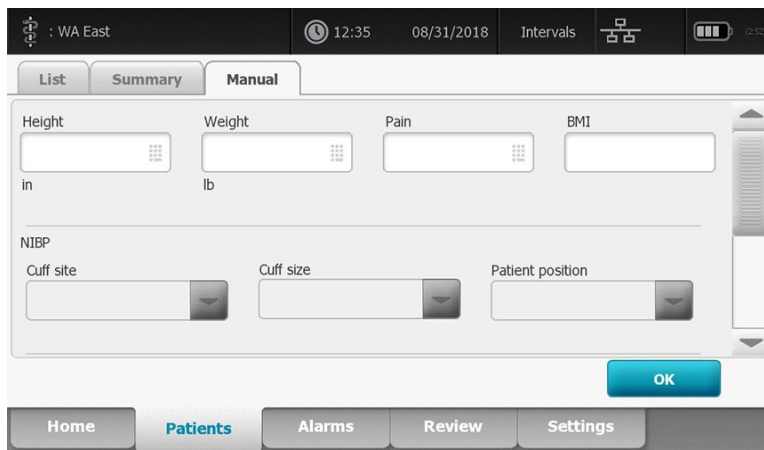 : WA East 12:35 08/31/2018 Intervals
List Summary Manual
Height Weight Pain BMI
in lb
NIBP
Cuff site Cuff size Patient position
OK
Home Patients Alarms Review Settings